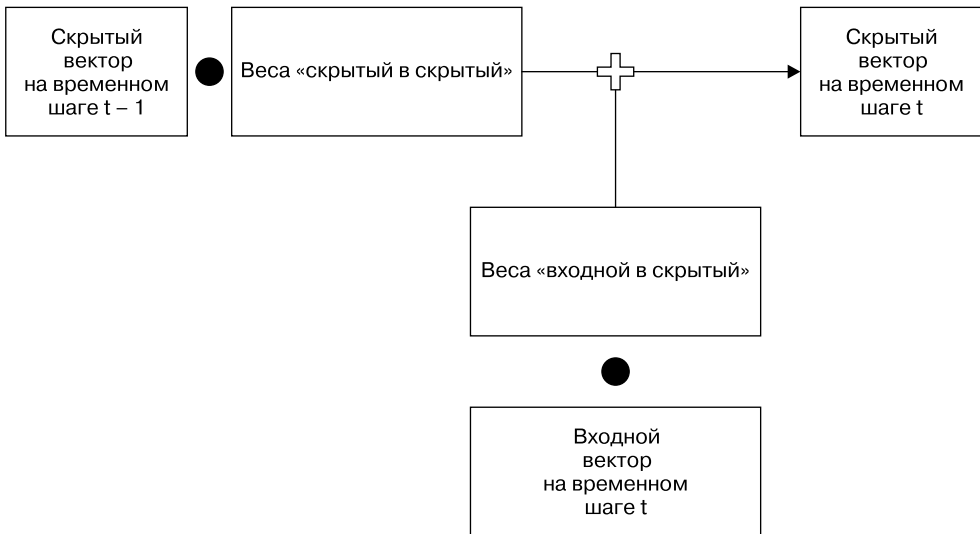 Скрытый
вектор
на временном
шаге t – 1
Веса «скрытый в скрытый»
Скрытый
вектор
на временном
шаге t
Веса «входной в скрытый»
Входной
вектор
на временном
шаге t